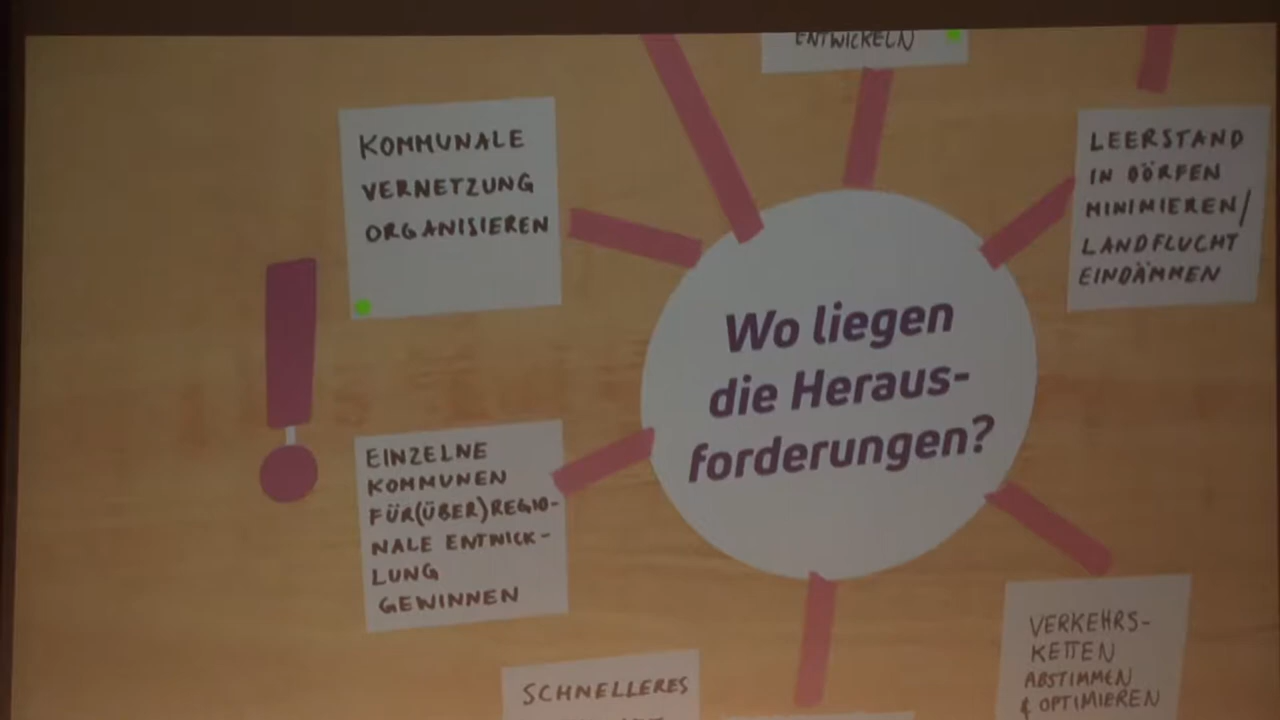 ENTWICKELN
KOMMUNALE
VERNETZUNG
ORGANISIEREN
LEERSTAND
IN DÖRFEN
MINIMIEREN/
LANDFLUCHT
EINDÄMMEN
Wo liegen
die Heraus-
forderungen?
EINZELNE
KOMMUNEN
FÜR(ÜBER)REGIO-
NALE ENTWICK-
LUNG
GEWINNEN
SCHNELLERES
VERKEHRS-
KETTEN
ABSTIMMEN
& OPTIMIEREN